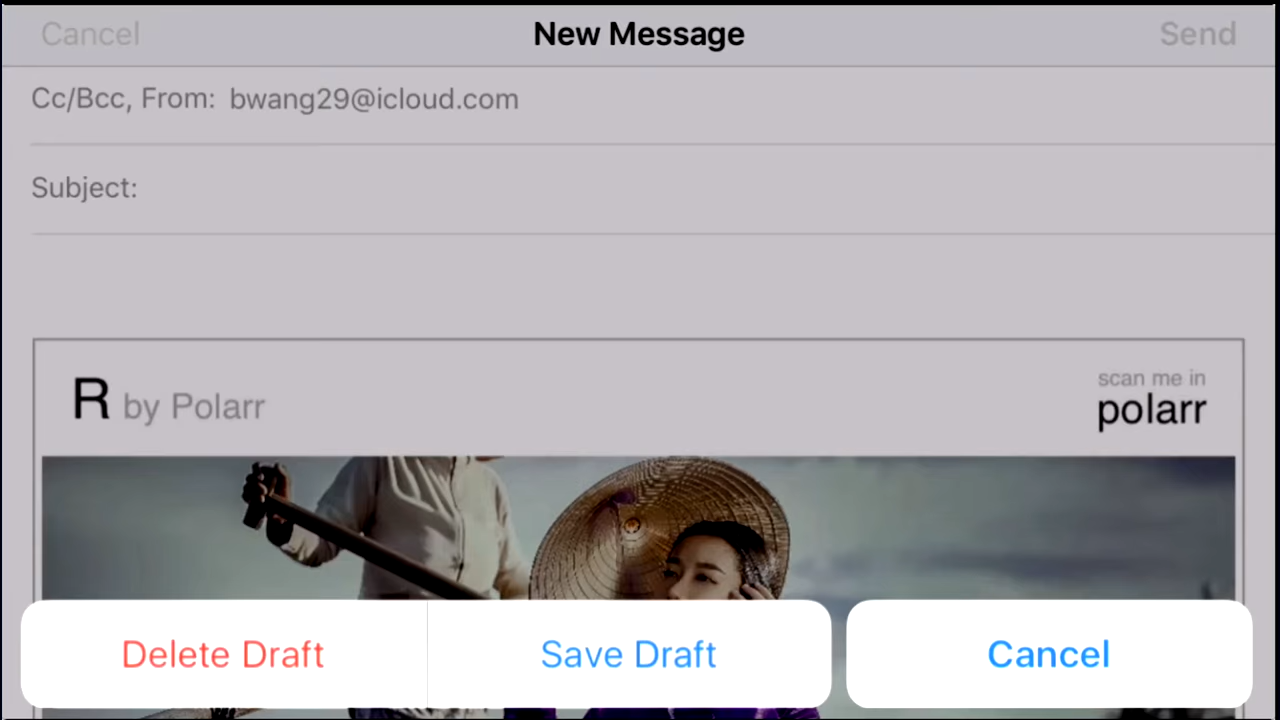 Cancel New Message Send
Cc/Bcc, From: bwang29@icloud.com
Subject:
R by Polarr
scan me in
polarr
Delete Draft Save Draft Cancel